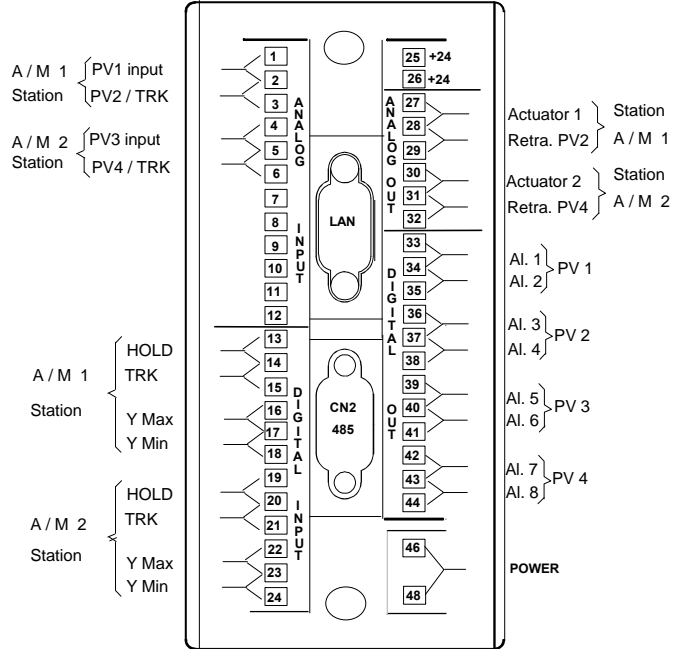 A / M 1
Station
PV1 input
PV2 / TRK
A / M 2
Station
PV3 input
PV4 / TRK
A / M 1
Station
HOLD
TRK
Y Max
Y Min
A / M 2
Station
HOLD
TRK
Y Max
Y Min
1
2
3
4
5
6
7
8
9
10
11
12
ANALOG INPUT
13
14
15
16
17
18
19
20
21
22
23
24
DIGITAL INPUT
LAN
CN2
485
25 +24
26 +24
27
28
29
30
31
32
ANALOG OUT
33
34
35
36
37
38
39
40
41
42
43
44
DIGITAL OUT
46
48
Actuator 1
Retra. PV2
Station
A / M 1
Actuator 2
Retra. PV4
Station
A / M 2
Al. 1
Al. 2
PV 1
Al. 3
Al. 4
PV 2
Al. 5
Al. 6
PV 3
Al. 7
Al. 8
PV 4
POWER